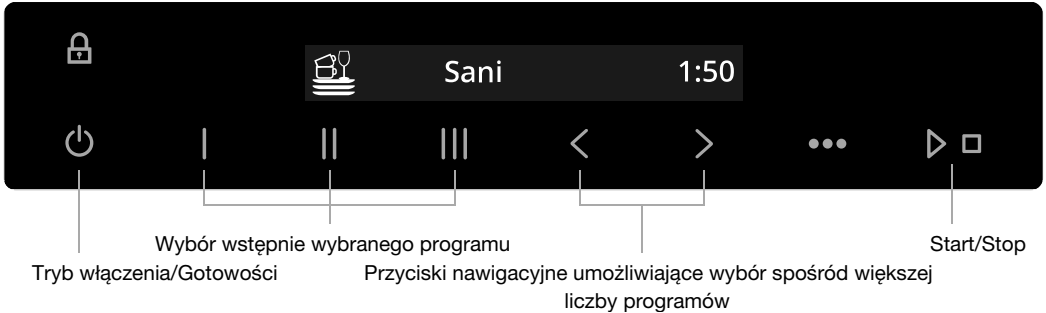 Sani 1:50
Wybór wstępnie wybranego programu
Start/Stop
Tryb włączenia/Gotowości
Przyciski nawigacyjne umożliwiające wybór spośród większej
liczby programów